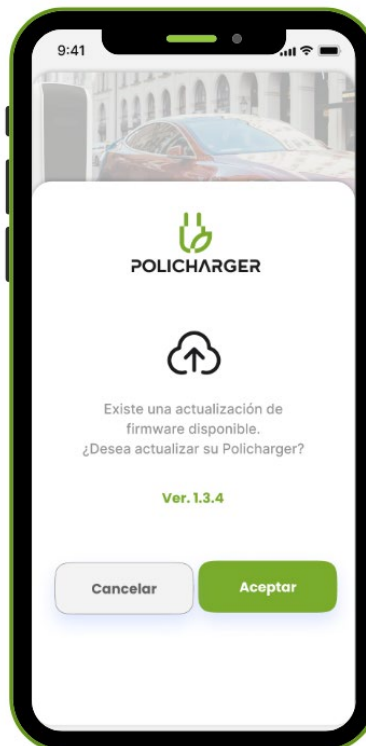 9:41
POLICHARGER
Existe una actualización de
firmware disponible.
¿Desea actualizar su Policharger?
Ver. 1.3.4
Cancelar
Aceptar